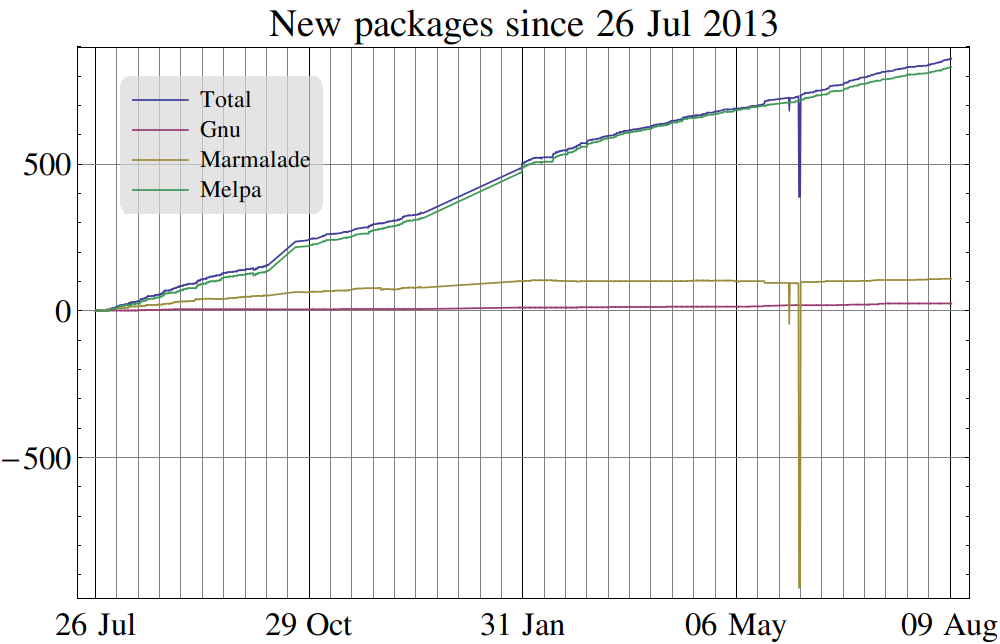 New packages since 26 Jul 2013
Total
Gnu
Marmalade
Melpa
500
0
−500
26 Jul
29 Oct
31 Jan
06 May
09 Aug